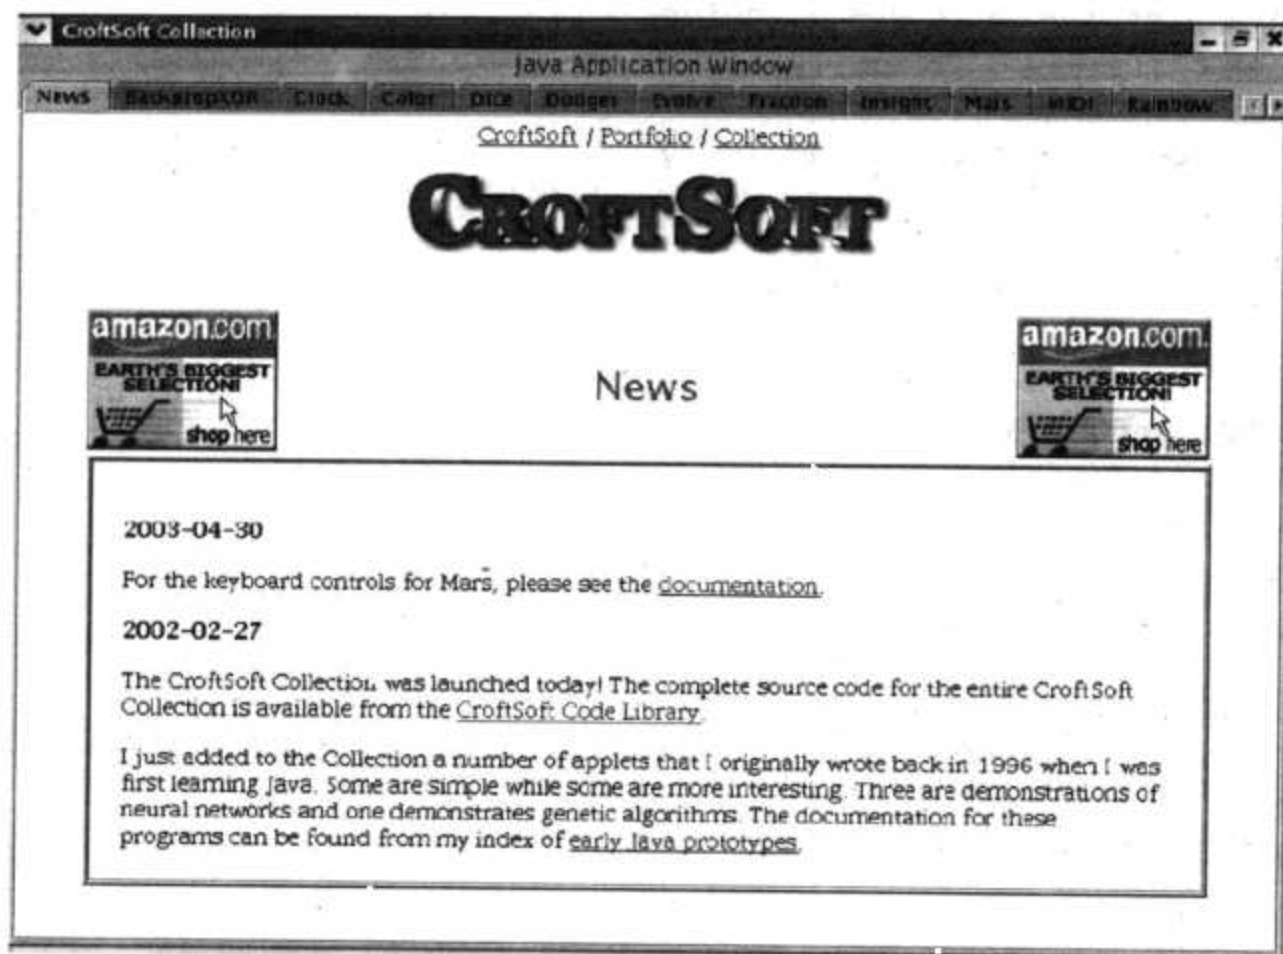 CroftSoft Collection
Java Application Window
News BackpropXOR Clock Color Dice Dodger Evolve Fraction Insight Mars MIDI Rainbow
CroftSoft / Portfolio / Collection
CROFTSOFT
amazon.com.
EARTH'S BIGGEST
SELECTION!
shop here
News
amazon.com.
EARTH'S BIGGEST
SELECTION!
shop here
2003-04-30
For the keyboard controls for Mars, please see the documentation.
2002-02-27
The CroftSoft Collection was launched today! The complete source code for the entire CroftSoft
Collection is available from the CroftSoft Code Library.
I just added to the Collection a number of applets that I originally wrote back in 1996 when I was
first learning Java. Some are simple while some are more interesting. Three are demonstrations of
neural networks and one demonstrates genetic algorithms. The documentation for these
programs can be found from my index of early Java prototypes.